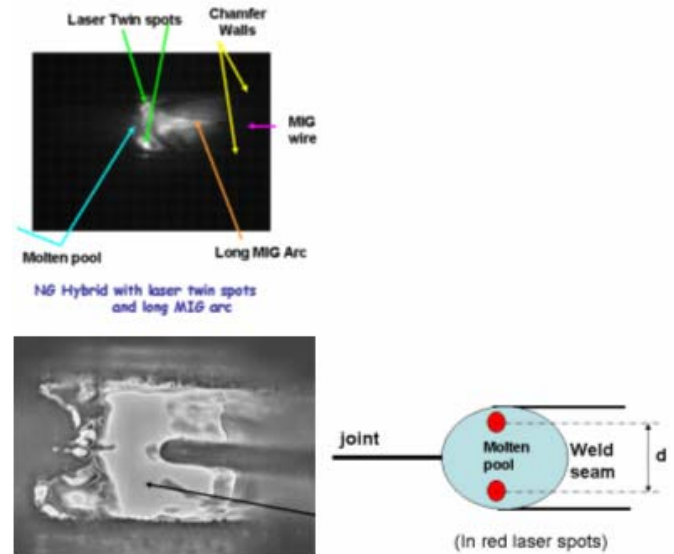 Laser Twin spots
Chamfer
Walls
MIG
wire
Molten pool
Long MIG Arc
NG Hybrid with laser twin spots
and long MIG arc
joint
Molten
pool
Weld
seam
d
(In red laser spots)